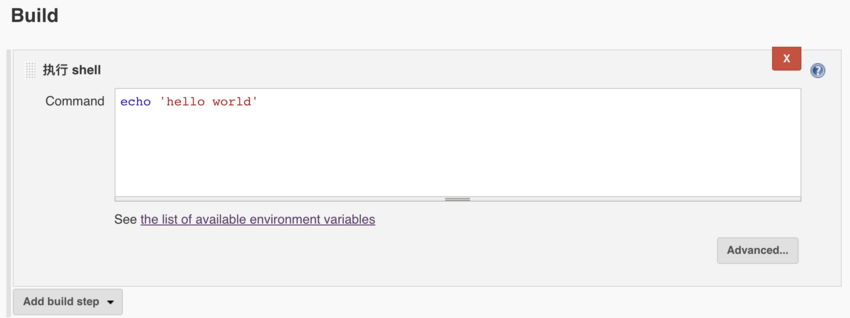 Build
执行 shell
X
Command
echo 'hello world'
See the list of available environment variables
Advanced...
Add build step